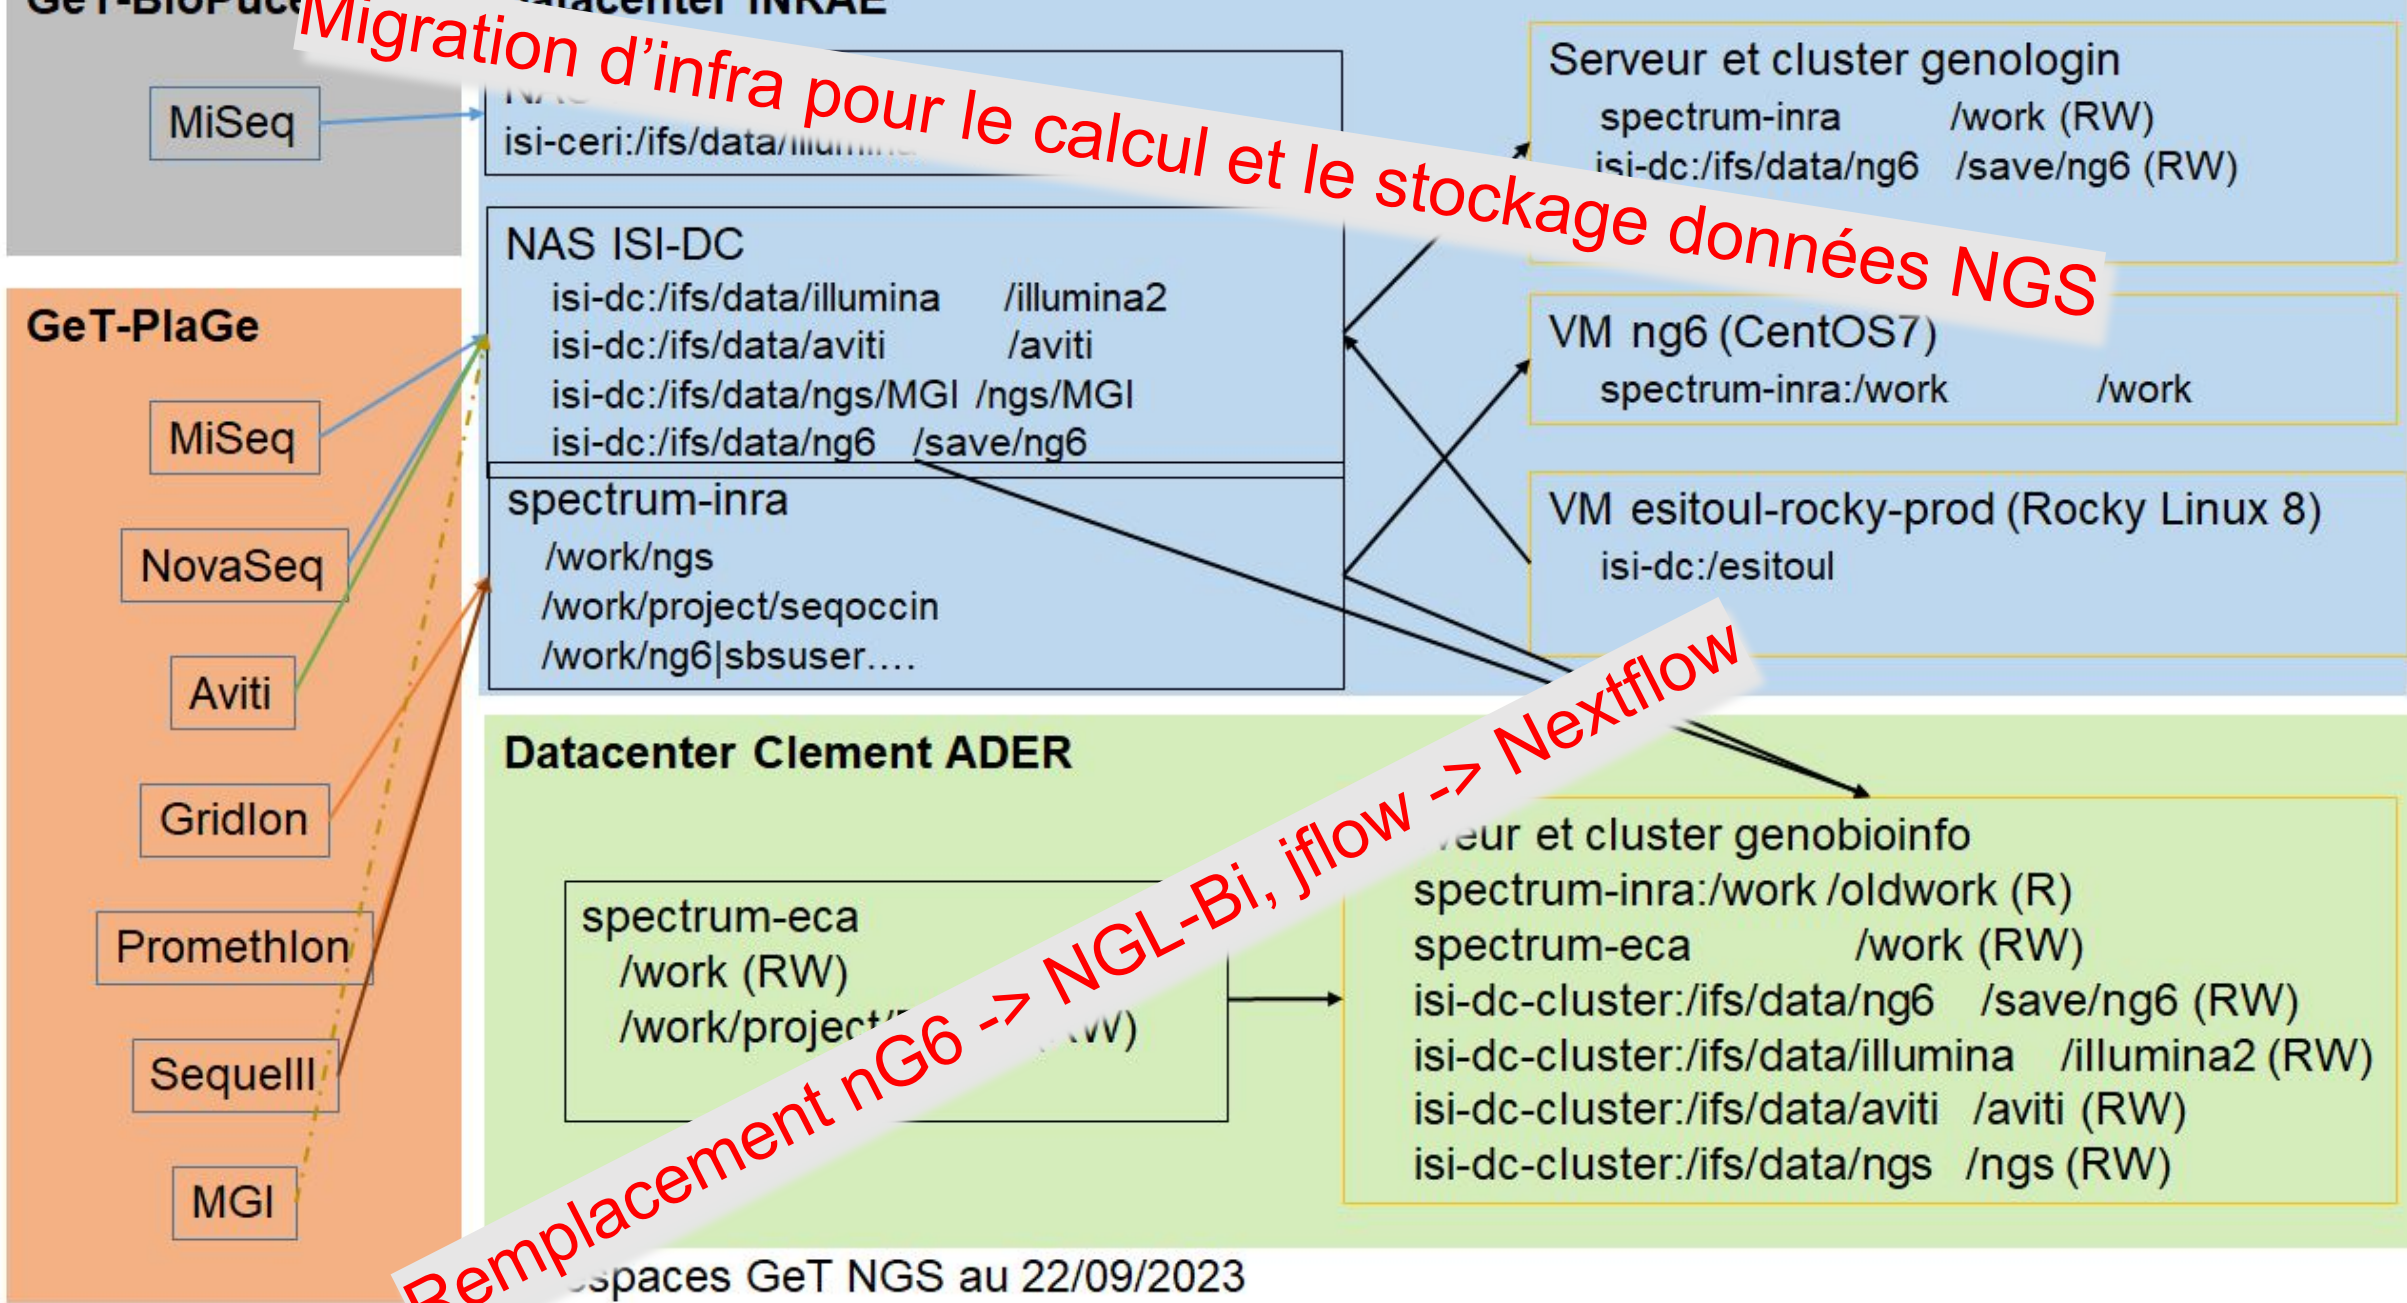 GeT-BioPuce
Datacenter INRAE
Migration d'infra pour le calcul et le stockage données NGS
MiSeq
NAS
isi-ceri:/ifs/data/illumina
Serveur et cluster genologin
spectrum-inra /work (RW)
isi-dc:/ifs/data/ng6 /save/ng6 (RW)
NAS ISI-DC
isi-dc:/ifs/data/illumina /illumina2
isi-dc:/ifs/data/aviti /aviti
isi-dc:/ifs/data/ngs/MGI /ngs/MGI
isi-dc:/ifs/data/ng6 /save/ng6
VM ng6 (CentOS7)
spectrum-inra:/work /work
GeT-PlaGe
MiSeq
NovaSeq
Aviti
GridIon
PromethIon
SequelII
MGI
spectrum-inra
/work/ngs
/work/project/seqoccin
/work/ng6|sbsuser....
VM esitoul-rocky-prod (Rocky Linux 8)
isi-dc:/esitoul
Datacenter Clement ADER
Remplacement nG6 -> NGL-Bi, jflow -> Nextflow
spectrum-eca
/work (RW)
/work/project/ RW)
eur et cluster genobioinfo
spectrum-inra:/work /oldwork (R)
spectrum-eca /work (RW)
isi-dc-cluster:/ifs/data/ng6 /save/ng6 (RW)
isi-dc-cluster:/ifs/data/illumina /illumina2 (RW)
isi-dc-cluster:/ifs/data/aviti /aviti (RW)
isi-dc-cluster:/ifs/data/ngs /ngs (RW)
espaces GeT NGS au 22/09/2023